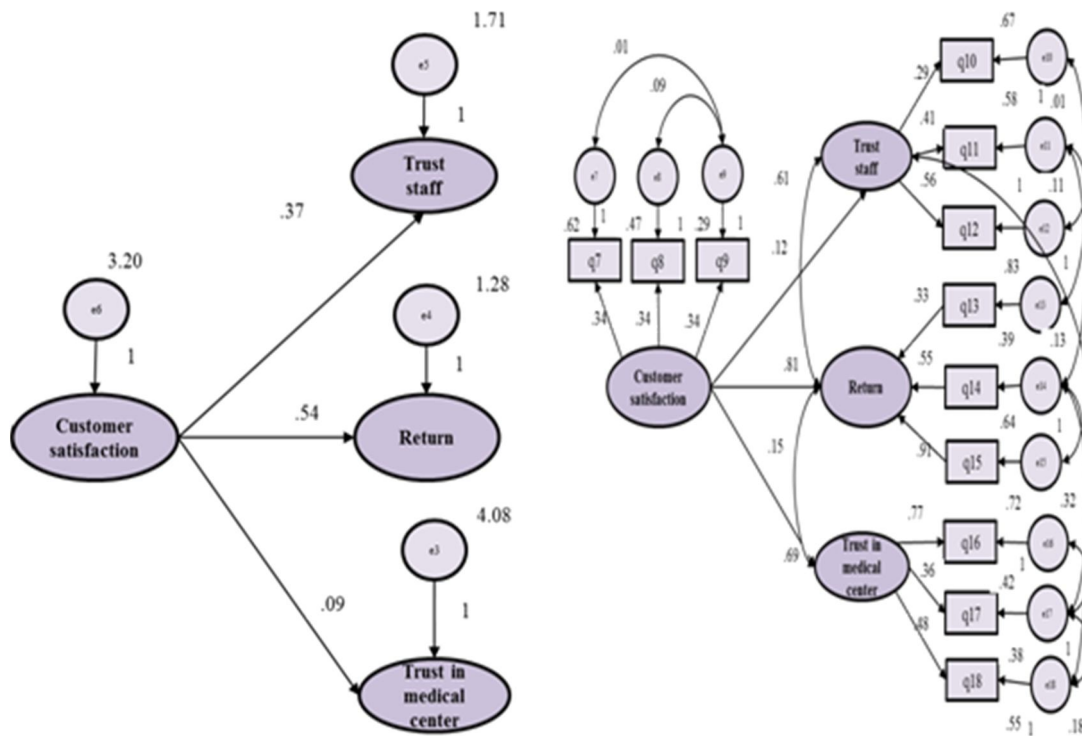 1.71
e5
1
Trust
staff
.37
3.20
e6
1
1.28
e4
1
Customer
satisfaction
.54
Return
4.08
e3
.09
1
Trust in
medical
center
.01
.09
e7
e8
e9
.62
1
.47
1
.29
1
q7
q8
q9
.34
.34
.34
Customer
satisfaction
.67
.29
q10
e10
.58
1
.01
.41
Trust
staff
q11
e11
.61
.56
1
.11
q12
e12
.12
.83
1
.33
q13
e13
.39
.13
.81
.55
Return
q14
e14
.64
1
.15
.91
q15
e15
.72
.32
.77
q16
e16
.69
Trust in
medical
center
.36
1
.42
q17
e17
.48
.38
1
q18
e18
.55
1
.18